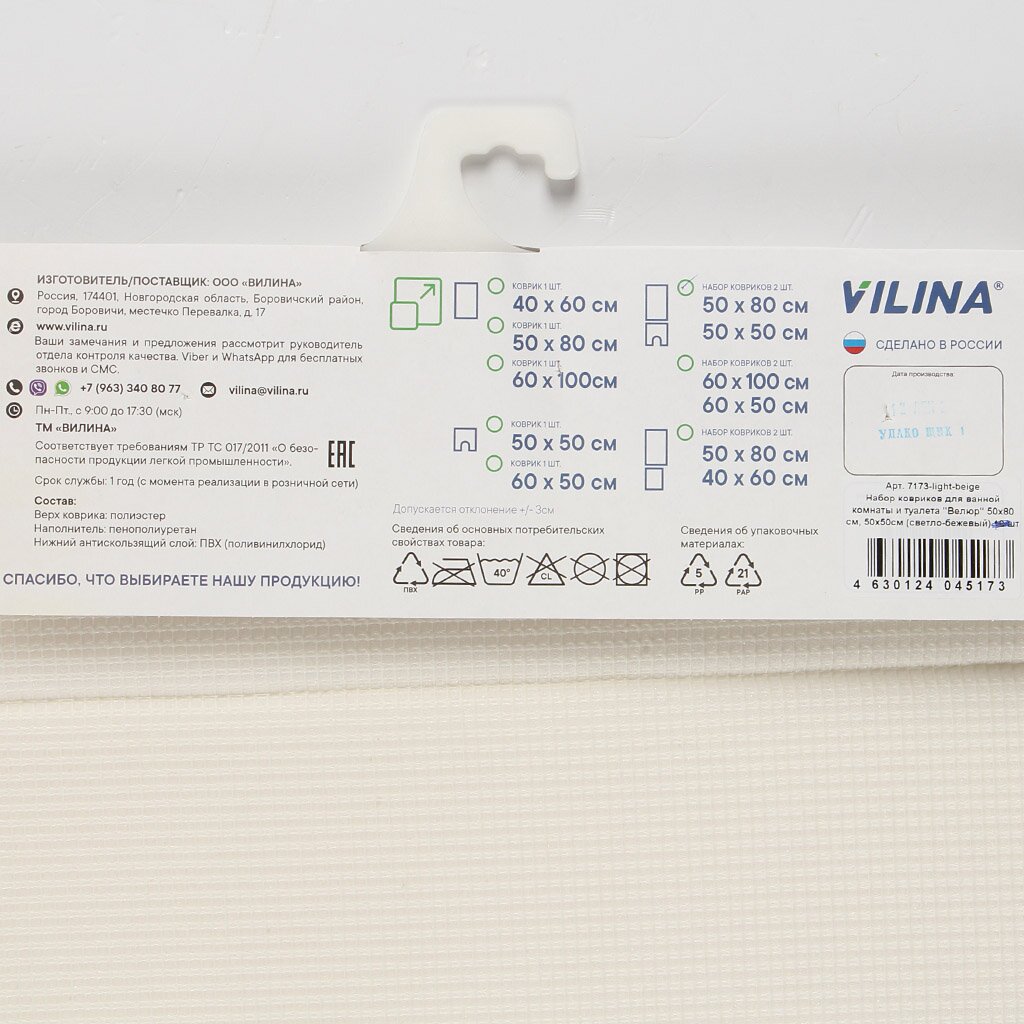 ИЗГОТОВИТЕЛЬ/ПОСТАВЩИК: ООО «ВИЛИНА»
Россия, 174401, Новгородская область, Боровичский район,
город Боровичи, местечко Перевалка, д. 17
www.vilina.ru
Ваши замечания и предложения рассмотрит руководитель
отдела контроля качества. Viber и WhatsApp для бесплатных
звонков и СМС.
+7 (963) 340 80 77
vilina@vilina.ru
Пн-Пт., с 9:00 до 17:30 (мск)
ТМ «ВИЛИНА»
Соответствует требованиям ТР ТС 017/2011 «О безо-
пасности продукции легкой промышленности».
EAC
Срок службы: 1 год (с момента реализации в розничной сети)
Состав:
Верх коврика: полиэстер
Наполнитель: пенополиуретан
Нижний антискользящий слой: ПВХ (поливинилхлорид)
СПАСИБО, ЧТО ВЫБИРАЕТЕ НАШУ ПРОДУКЦИЮ!
КОВРИК 1 ШТ.
40 x 60 см
КОВРИК 1 ШТ.
50 x 80 см
КОВРИК 1 ШТ.
60 x 100см
КОВРИК 1 ШТ.
50 x 50 см
КОВРИК 1 ШТ.
60 x 50 см
Допускается отклонение +/- 3см
Сведения об основных потребительских
свойствах товара:
ПВХ
40°
CL
НАБОР КОВРИКОВ 2 ШТ.
50 x 80 см
50 x 50 см
НАБОР КОВРИКОВ 2 ШТ.
60 x 100 см
60 x 50 см
НАБОР КОВРИКОВ 2 ШТ.
50 x 80 см
40 x 60 см
Сведения об упаковочных
материалах:
5
PP
21
PAP
VILINA®
СДЕЛАНО В РОССИИ
Дата производства:
Арт. 7173-light-beige
Набор ковриков для ванной
комнаты и туалета "Велюр" 50x80
см, 50x50см (светло-бежевый)
4 630124 045173